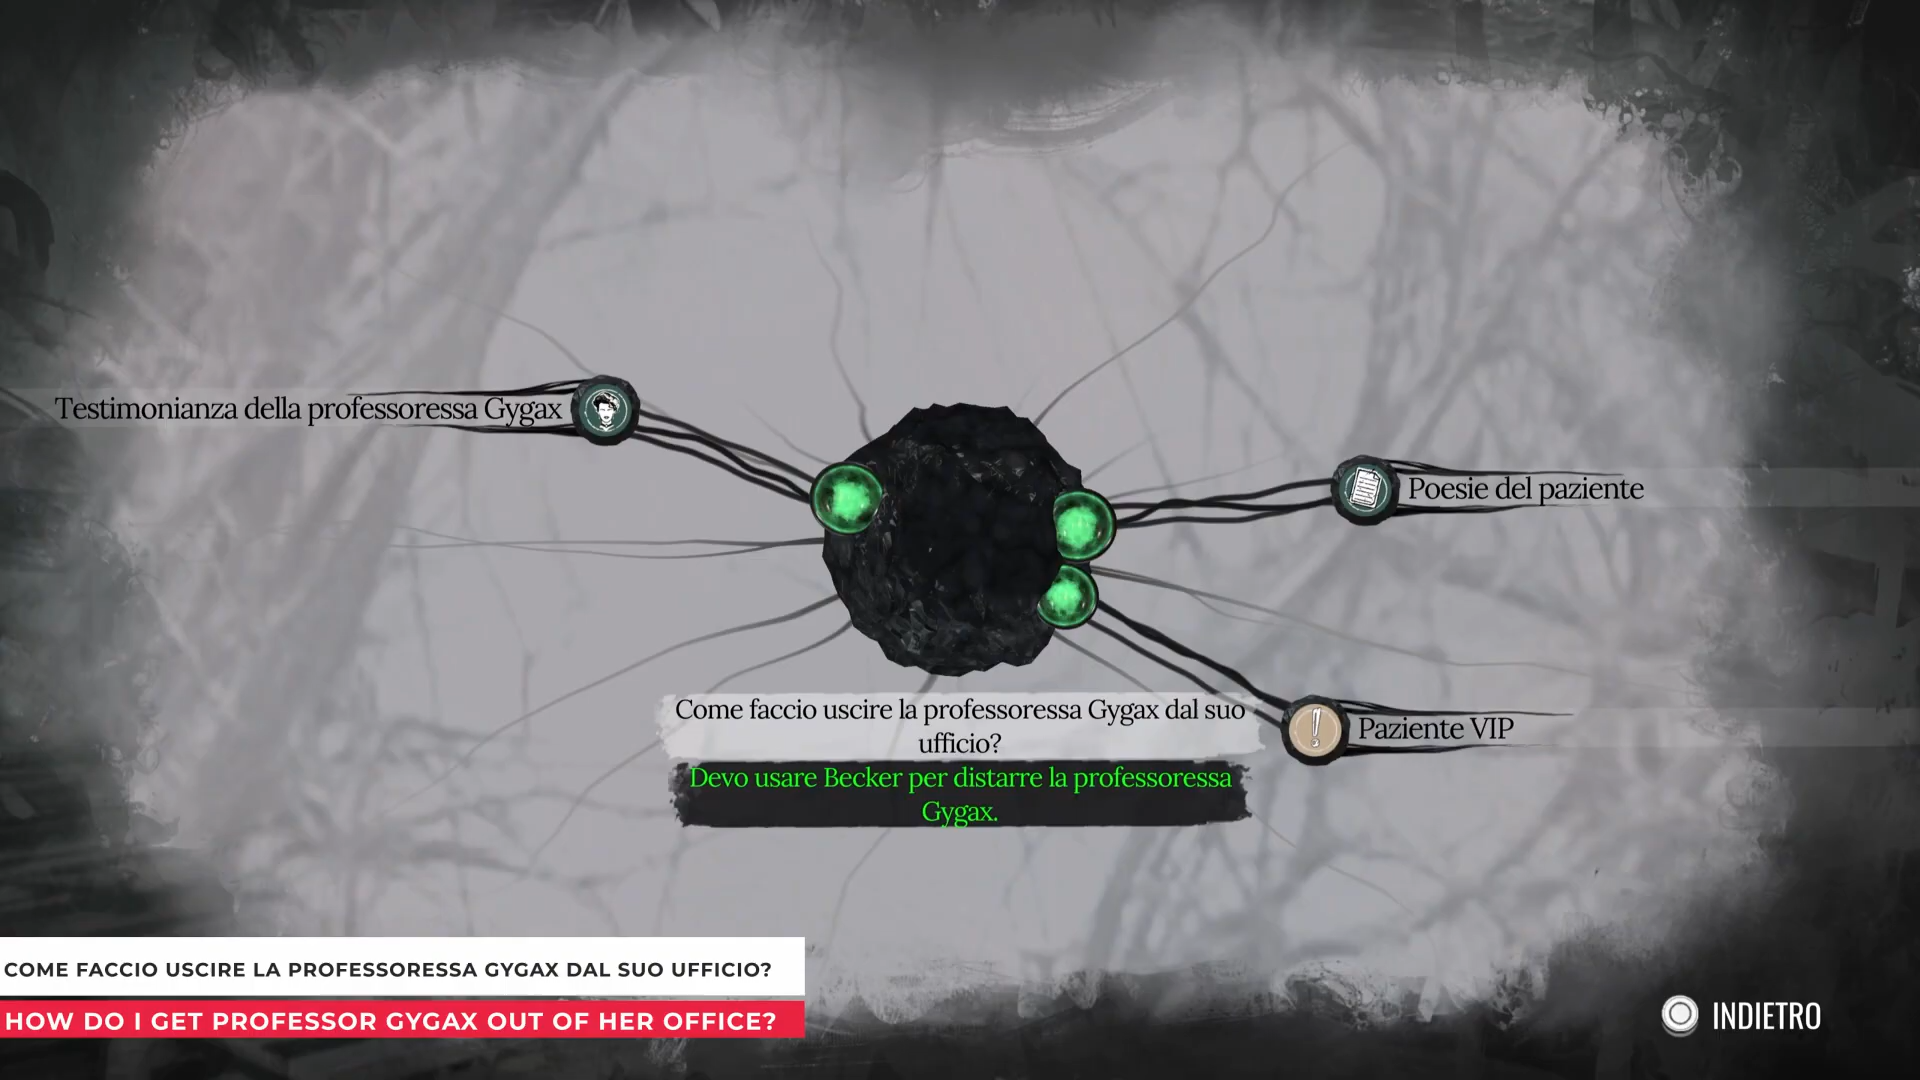 Testimonianza della professoressa Gygax
Poesie del paziente
Paziente VIP
Come faccio uscire la professoressa Gygax dal suo
ufficio?
Devo usare Becker per distarre la professoressa
Gygax.
COME FACCIO USCIRE LA PROFESSORESSA GYGAX DAL SUO UFFICIO?
HOW DO I GET PROFESSOR GYGAX OUT OF HER OFFICE?
INDIETRO